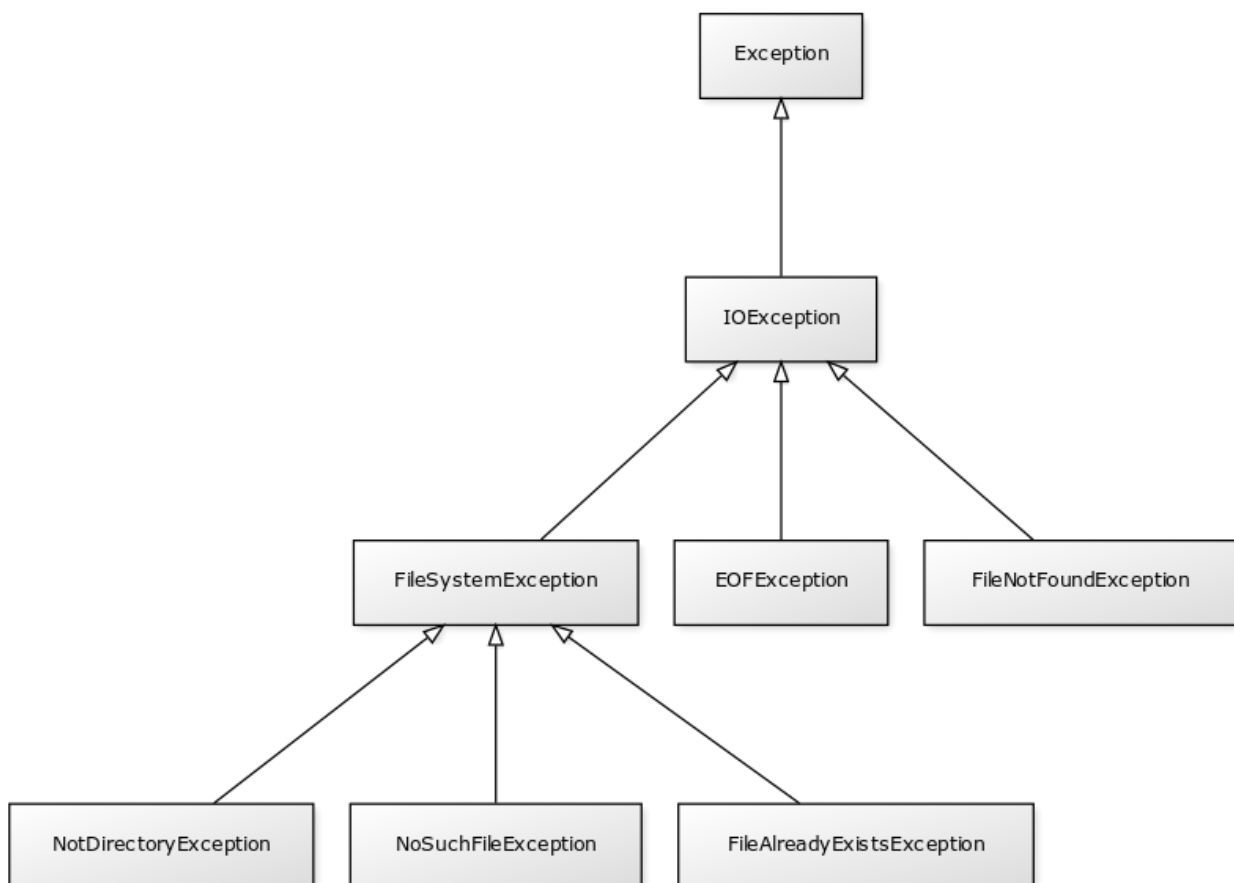 Exception
IOException
FileSystemException
EOFException
FileNotFoundException
NotDirectoryException
NoSuchFileException
FileAlreadyExistsException